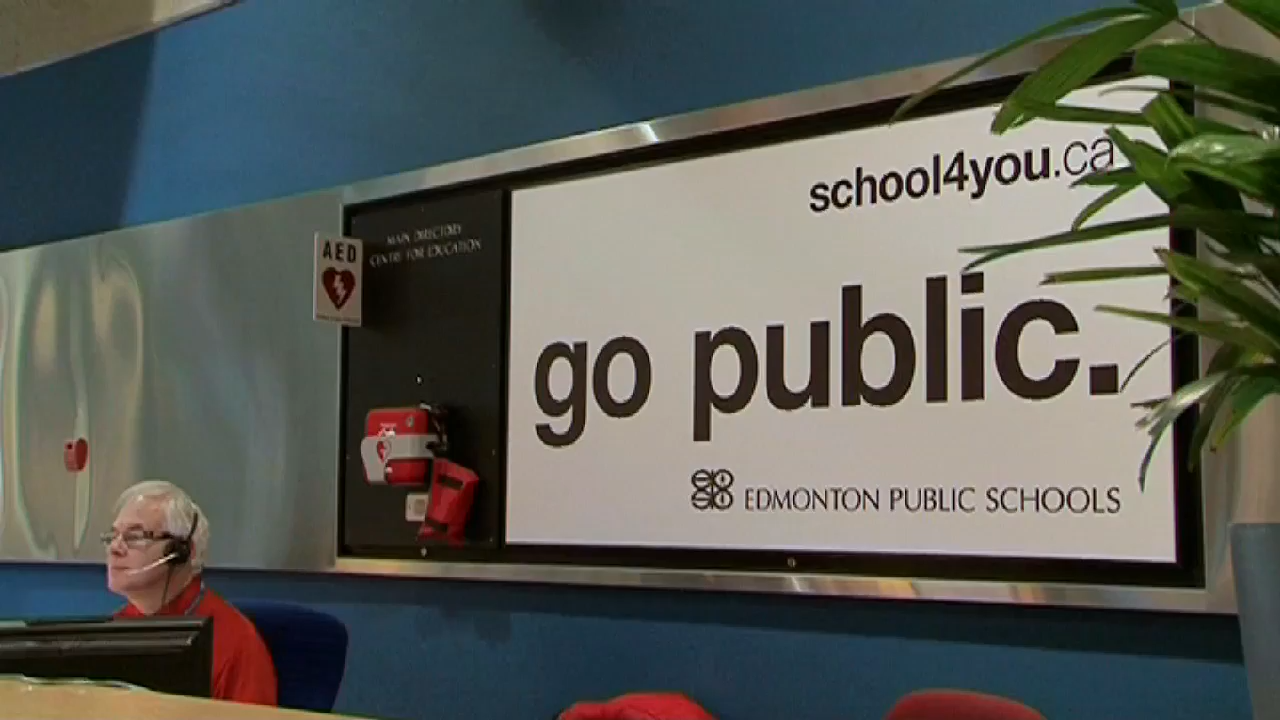 AED
MAIN DIRECTORY
CENTRE FOR EDUCATION
school4you.ca
go public.
EDMONTON PUBLIC SCHOOLS